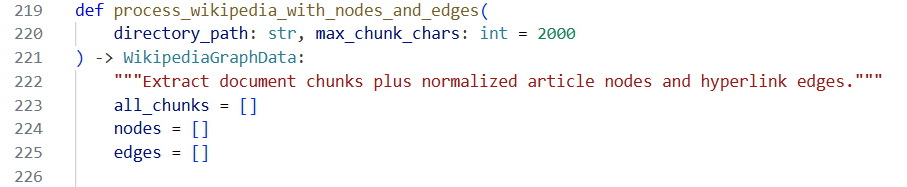 219 def process_wikipedia_with_nodes_and_edges(
220     directory_path: str, max_chunk_chars: int = 2000
221 ) -> WikipediaGraphData:
222     """Extract document chunks plus normalized article nodes and hyperlink edges."""
223     all_chunks = []
224     nodes = []
225     edges = []
226